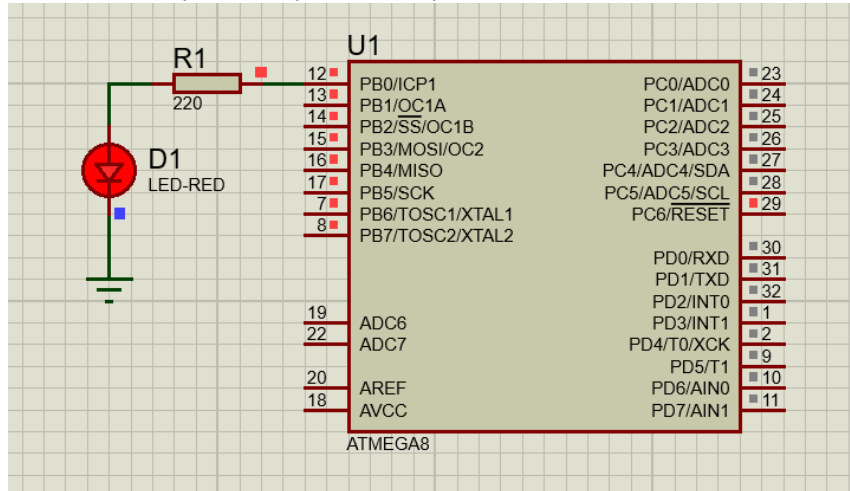 U1
R1
220
D1
LED-RED
12 PB0/ICP1
13 PB1/OC1A
14 PB2/SS/OC1B
15 PB3/MOSI/OC2
16 PB4/MISO
17 PB5/SCK
7 PB6/TOSC1/XTAL1
8 PB7/TOSC2/XTAL2
19 ADC6
22 ADC7
20 AREF
18 AVCC
PC0/ADC0 23
PC1/ADC1 24
PC2/ADC2 25
PC3/ADC3 26
PC4/ADC4/SDA 27
PC5/ADC5/SCL 28
PC6/RESET 29
PD0/RXD 30
PD1/TXD 31
PD2/INT0 32
PD3/INT1 1
PD4/T0/XCK 2
PD5/T1 9
PD6/AIN0 10
PD7/AIN1 11
ATMEGA8